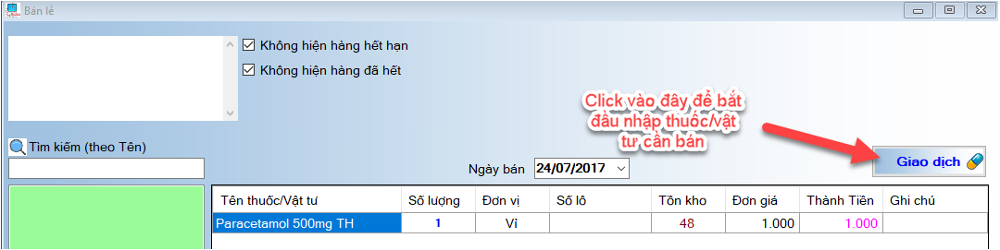 Bán lẻ
Không hiện hàng hết hạn
Không hiện hàng đã hết
Click vào đây để bắt
đầu nhập thuốc/vật
tư cần bán
Tìm kiếm (theo Tên)
Giao dịch
Ngày bán 24/07/2017
Tên thuốc/Vật tư Số lượng Đơn vị Số lô Tồn kho Đơn giá Thành Tiền Ghi chú
Paracetamol 500mg TH 1 Vỉ 48 1.000 1.000